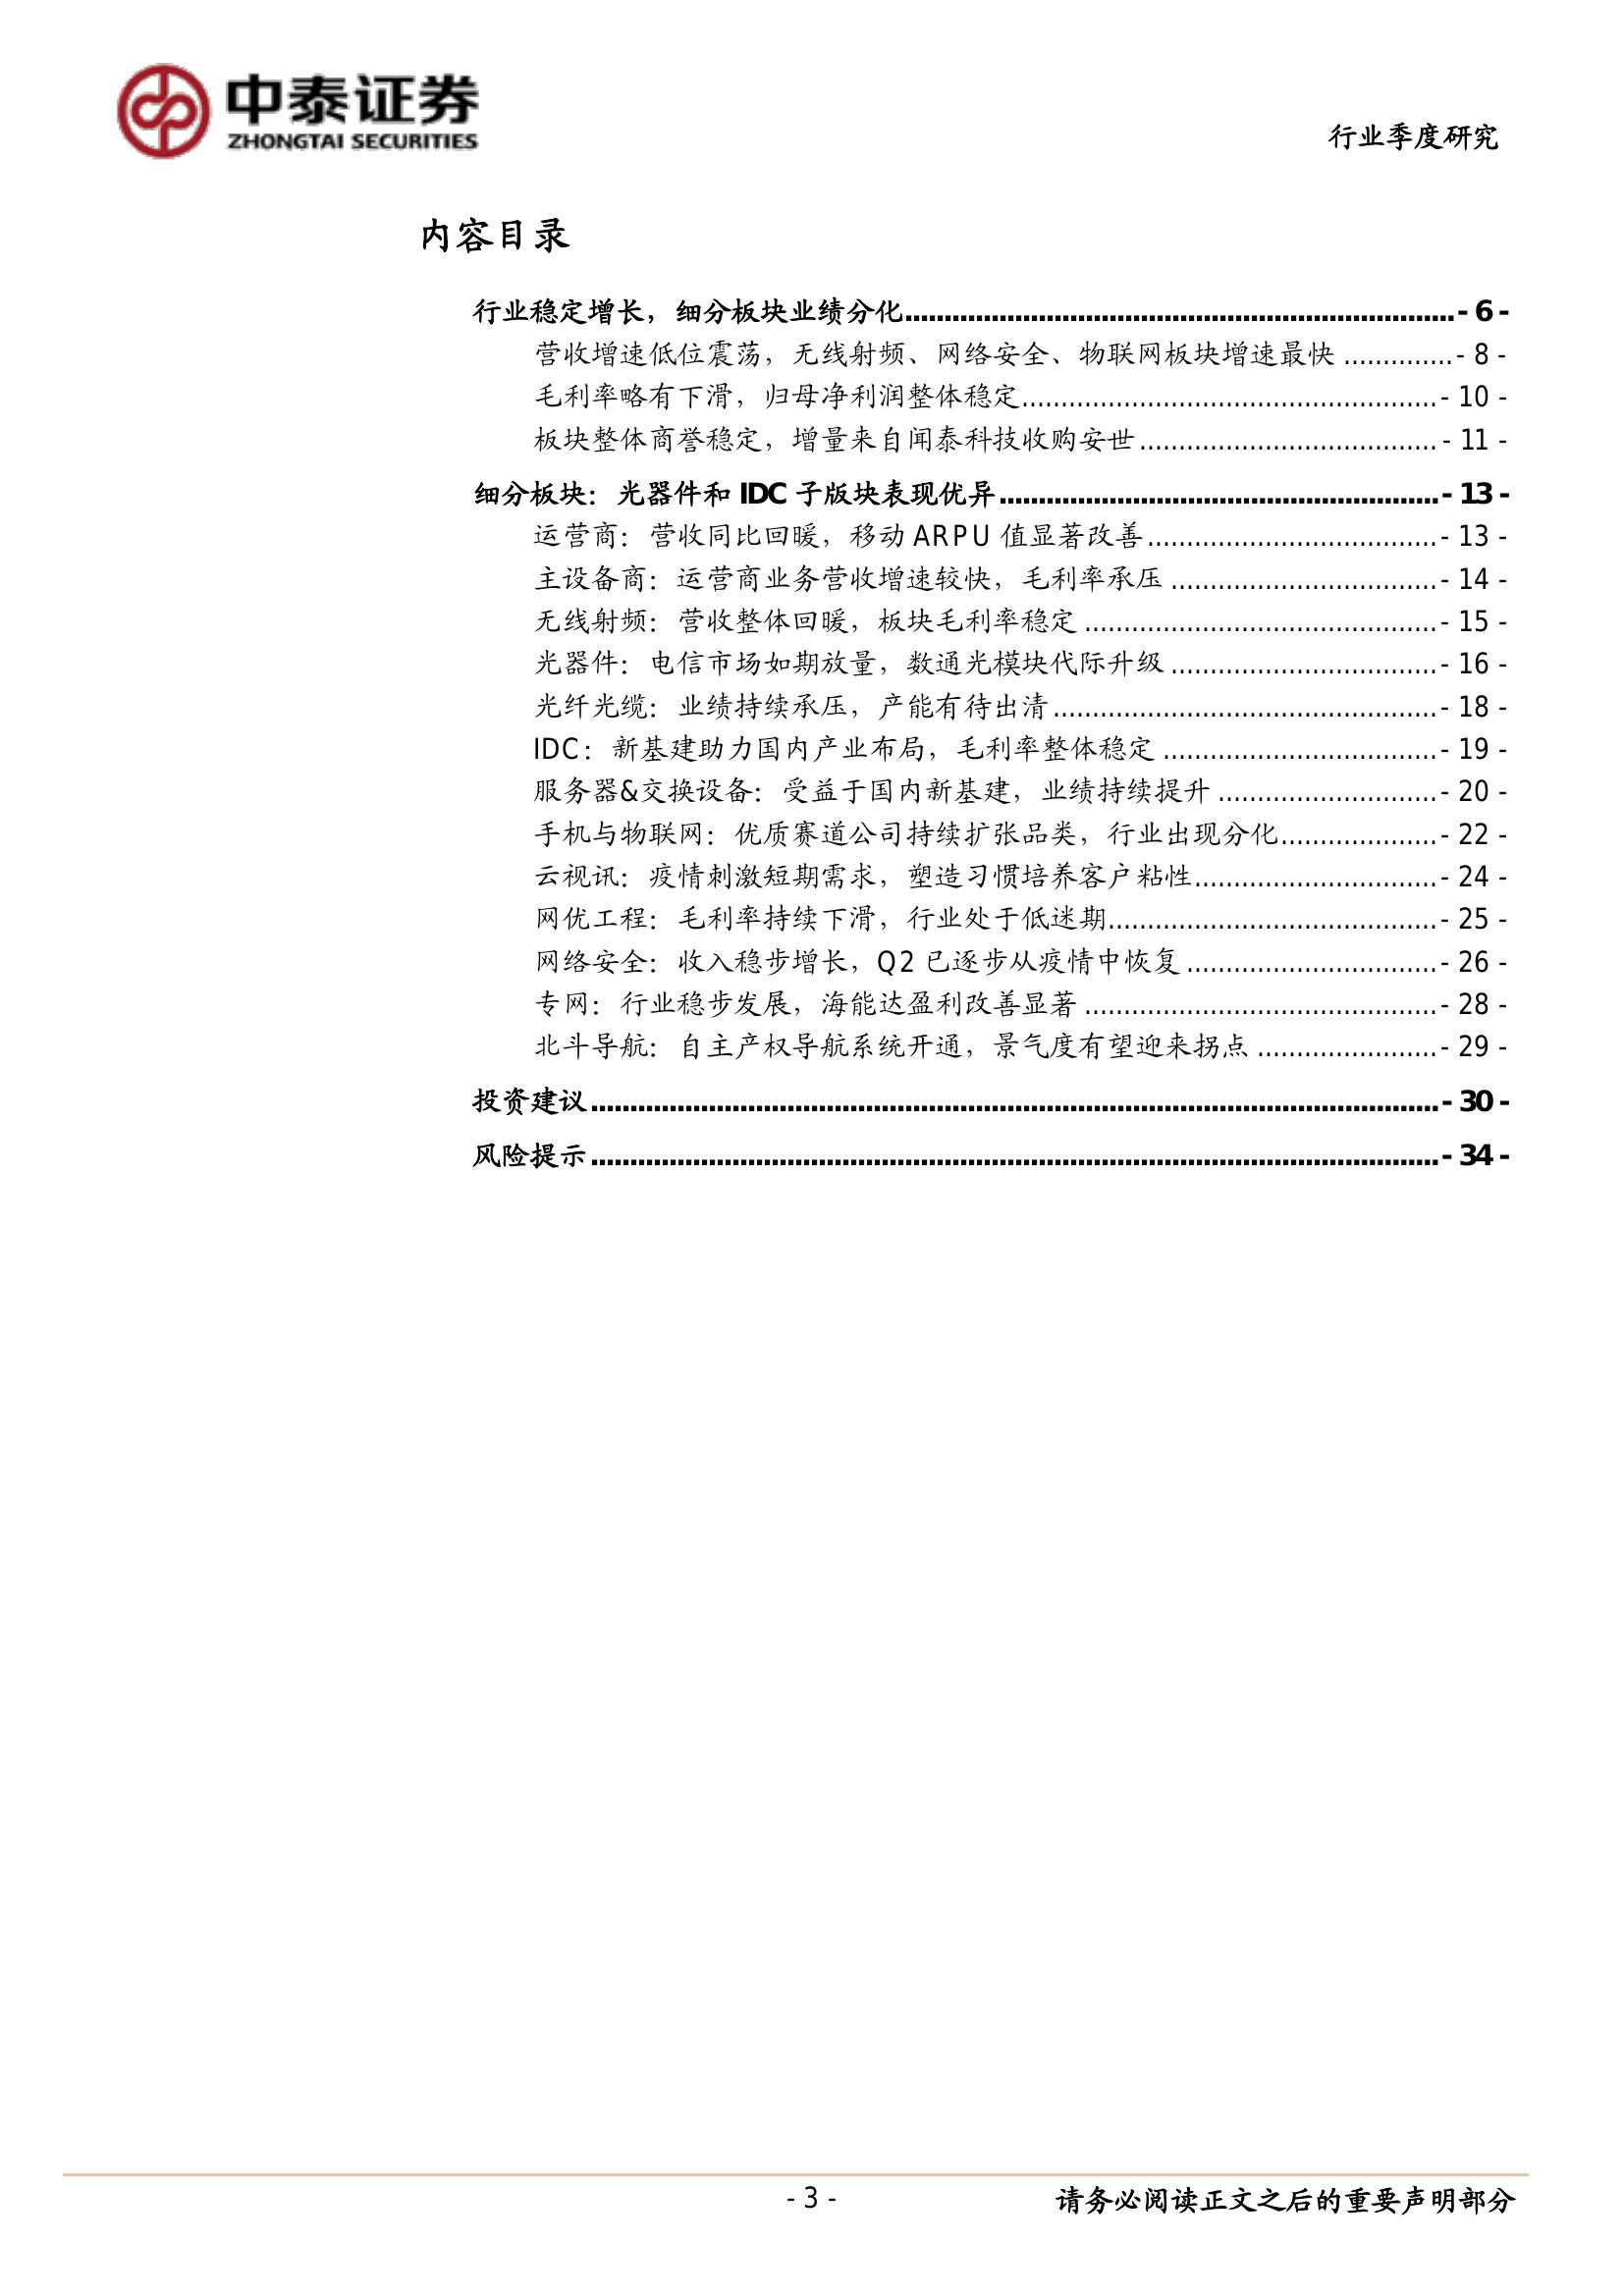 中泰证券
ZHONGTAI SECURITIES
行业季度研究
内容目录
行业稳定增长，细分板块业绩分化......................................................................- 6 -
营收增速低位震荡，无线射频、网络安全、物联网板块增速最快 ..............- 8 -
毛利率略有下滑，归母净利润整体稳定.....................................................- 10 -
板块整体商誉稳定，增量来自闻泰科技收购安世......................................- 11 -
细分板块：光器件和 IDC 子版块表现优异........................................................- 13 -
运营商：营收同比回暖，移动 ARPU 值显著改善.....................................- 13 -
主设备商：运营商业务营收增速较快，毛利率承压 ..................................- 14 -
无线射频：营收整体回暖，板块毛利率稳定 .............................................- 15 -
光器件：电信市场如期放量，数通光模块代际升级 ..................................- 16 -
光纤光缆：业绩持续承压，产能有待出清.................................................- 18 -
IDC：新基建助力国内产业布局，毛利率整体稳定 ...................................- 19 -
服务器&交换设备：受益于国内新基建，业绩持续提升 ............................- 20 -
手机与物联网：优质赛道公司持续扩张品类，行业出现分化....................- 22 -
云视讯：疫情刺激短期需求，塑造习惯培养客户粘性...............................- 24 -
网优工程：毛利率持续下滑，行业处于低迷期..........................................- 25 -
网络安全：收入稳步增长，Q2 已逐步从疫情中恢复 ................................- 26 -
专网：行业稳步发展，海能达盈利改善显著 .............................................- 28 -
北斗导航：自主产权导航系统开通，景气度有望迎来拐点 .......................- 29 -
投资建议............................................................................................................- 30 -
风险提示............................................................................................................- 34 -
- 3 -
请务必阅读正文之后的重要声明部分